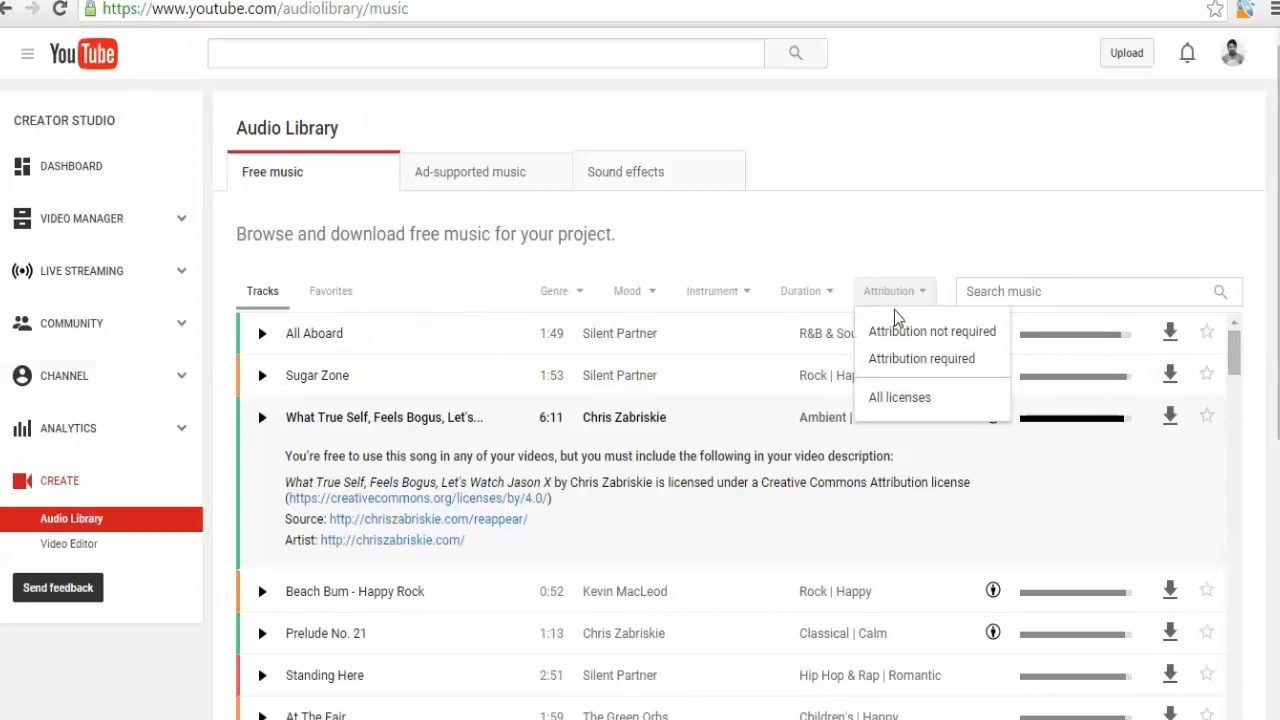 https://www.youtube.com/audiolibrary/music
YouTube
Upload
CREATOR STUDIO
DASHBOARD
VIDEO MANAGER
LIVE STREAMING
COMMUNITY
CHANNEL
ANALYTICS
CREATE
Audio Library
Video Editor
Send feedback
Audio Library
Free music Ad-supported music Sound effects
Browse and download free music for your project.
Tracks Favorites Genre Mood Instrument Duration Attribution Search music
Attribution not required
Attribution required
All licenses
All Aboard 1:49 Silent Partner R&B & Sou
Sugar Zone 1:53 Silent Partner Rock | Hap
What True Self, Feels Bogus, Let's... 6:11 Chris Zabriskie Ambient |
You're free to use this song in any of your videos, but you must include the following in your video description:
What True Self, Feels Bogus, Let's Watch Jason X by Chris Zabriskie is licensed under a Creative Commons Attribution license
(https://creativecommons.org/licenses/by/4.0/)
Source: http://chriszabriskie.com/reappear/
Artist: http://chriszabriskie.com/
Beach Bum - Happy Rock 0:52 Kevin MacLeod Rock | Happy
Prelude No. 21 1:13 Chris Zabriskie Classical | Calm
Standing Here 2:51 Silent Partner Hip Hop & Rap | Romantic
At The Fair 1:59 The Green Orbs Children's | Happy